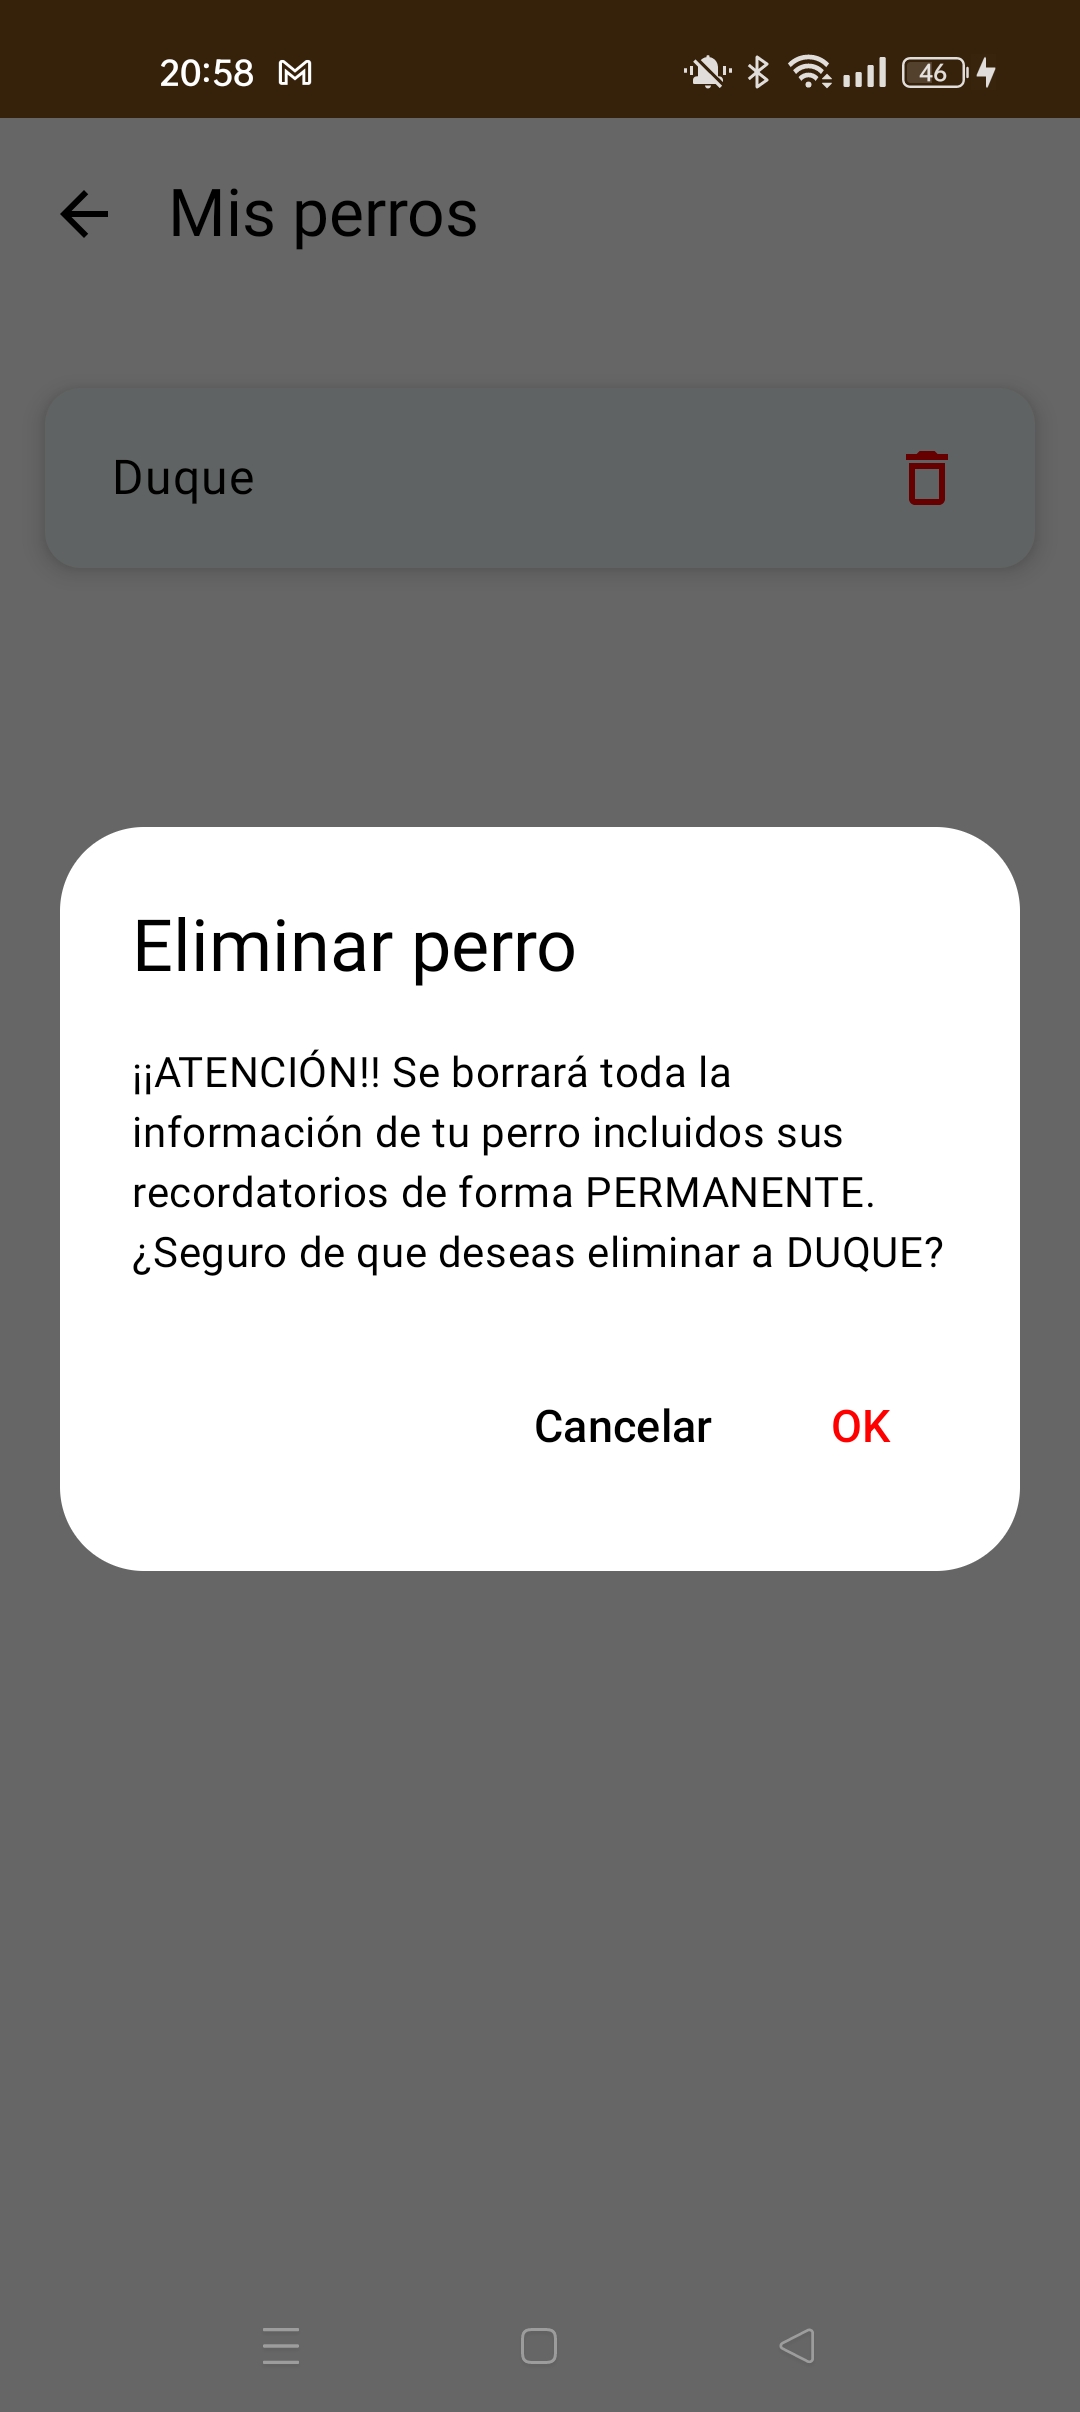 20:58
46
Mis perros
Duque
Eliminar perro
¡¡ATENCIÓN!! Se borrará toda la
información de tu perro incluidos sus
recordatorios de forma PERMANENTE.
¿Seguro de que deseas eliminar a DUQUE?
Cancelar
OK